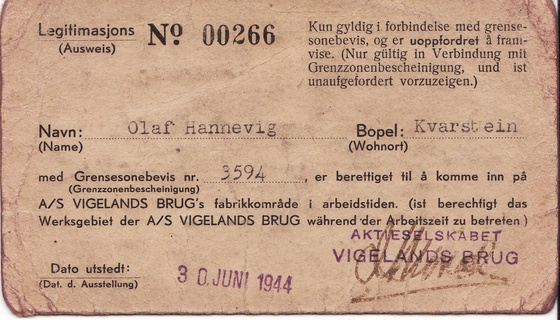 Legitimasjons
(Ausweis)
Nº 00266
Kun gyldig i forbindelse med grense-
sonebevis, og er uoppfordret å fram-
vise. (Nur gültig in Verbindung mit
Grenzzonenbescheinigung, und ist
unaufgefordert vorzuzeigen.)
Navn: Olaf Hannevig Bopel: Kvarstein
(Name) (Wohnort)
med Grensesonebevis nr. 3594, er berettiget til å komme inn på
(Grenzzonenbescheinigung)
A/S VIGELANDS BRUG's fabrikkområde i arbeidstiden. (ist berechtigt das
Werksgebiet der A/S VIGELANDS BRUG während der Arbeitszeit zu betreten)
AKTIESELSKABET
VIGELANDS BRUG
Dato utstedt: 30 JUNI 1944
(Dat. d. Ausstellung)